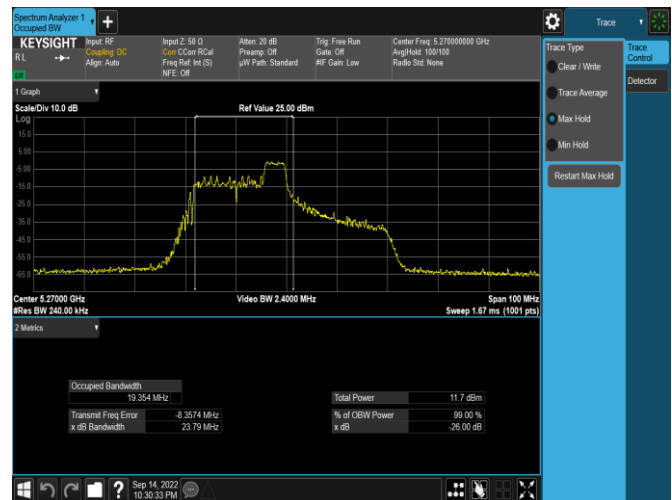 Spectrum Analyzer 1
Occupied BW
Trace
KEYSIGHT
R L
Input: RF
Coupling: DC
Align: Auto
Input Z: 50 Ω
Corr CCorr RCal
Freq Ref: Int (S)
NFE: Off
Atten: 20 dB
Preamp: Off
µW Path: Standard
Trig: Free Run
Gate: Off
#IF Gain: Low
Center Freq: 5.270000000 GHz
Avg|Hold: 100/100
Radio Std: None
Trace Type
Clear / Write
Trace Average
Max Hold
Min Hold
Restart Max Hold
Trace
Control
Detector
1 Graph
Scale/Div 10.0 dB
Ref Value 25.00 dBm
Log
15.0
5.00
-5.00
-15.0
-25.0
-35.0
-45.0
-55.0
-65.0
Center 5.27000 GHz
#Res BW 240.00 kHz
Video BW 2.4000 MHz
Span 100 MHz
Sweep 1.67 ms (1001 pts)
2 Metrics
Occupied Bandwidth
19.354 MHz
Transmit Freq Error -8.3574 MHz
x dB Bandwidth 23.79 MHz
Total Power 11.7 dBm
% of OBW Power 99.00 %
x dB -26.00 dB
Sep 14, 2022
10:30:33 PM